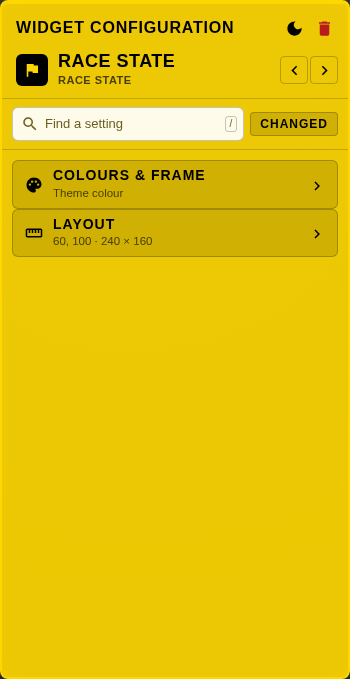 WIDGET CONFIGURATION
RACE STATE
RACE STATE
Find a setting /
CHANGED
COLOURS & FRAME
Theme colour
LAYOUT
60, 100 · 240 × 160